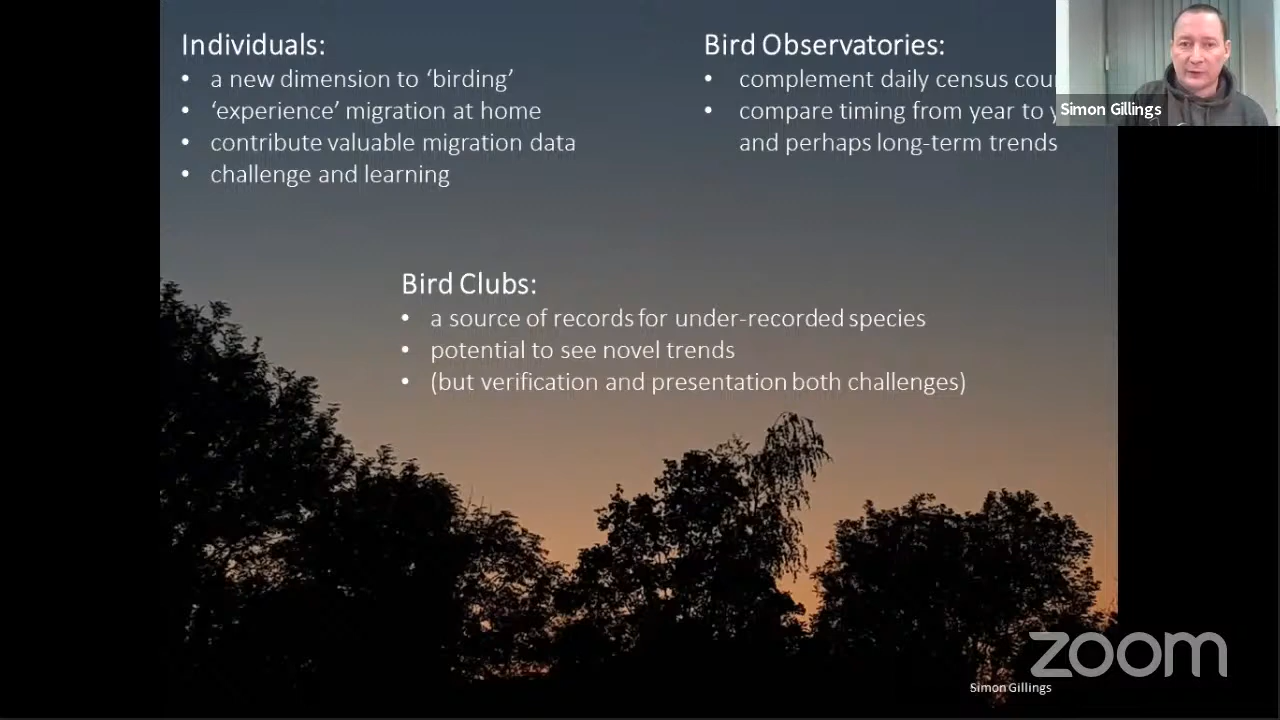 Individuals:
• a new dimension to ‘birding’
• ‘experience’ migration at home
• contribute valuable migration data
• challenge and learning
Bird Observatories:
• complement daily census
• compare timing from year to
and perhaps long-term trends
Simon Gillings
Bird Clubs:
• a source of records for under-recorded species
• potential to see novel trends
• (but verification and presentation both challenges)
zoom
Simon Gillings